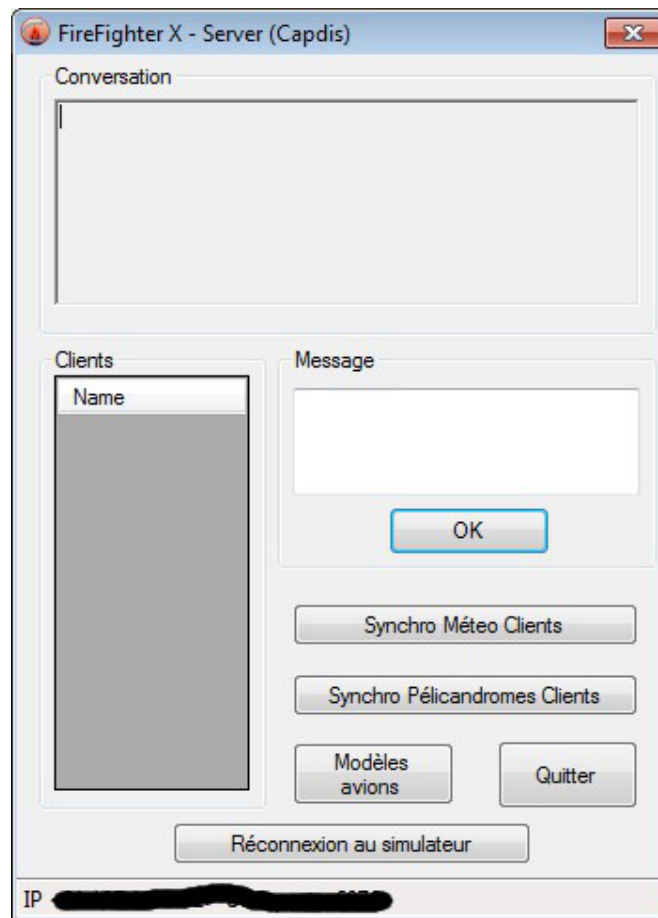 FireFighter X - Server (Capdis)
Conversation
Clients
Name
Message
OK
Synchro Méteo Clients
Synchro Pélicandromes Clients
Modèles
avions
Quitter
Réconnexion au simulateur
IP